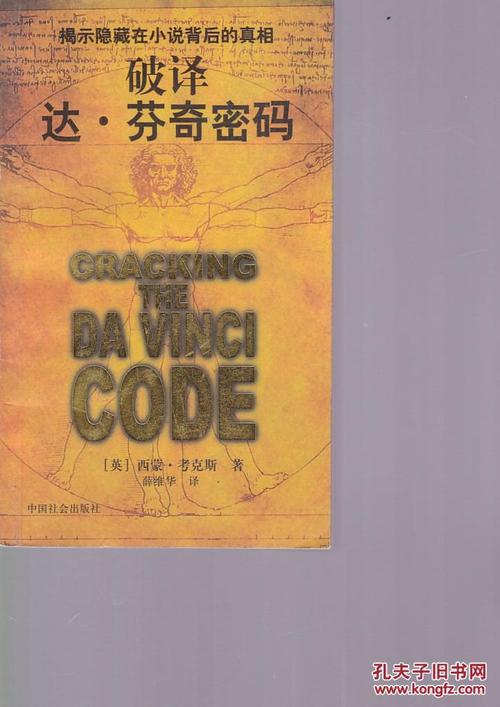 揭示隐藏在小说背后的真相
破译
达·芬奇密码
CRACKING
THE
DA VINCI
CODE
[英] 西蒙·考克斯 著
薛维华 译
中国社会出版社
孔夫子旧书网
www.kongfz.com